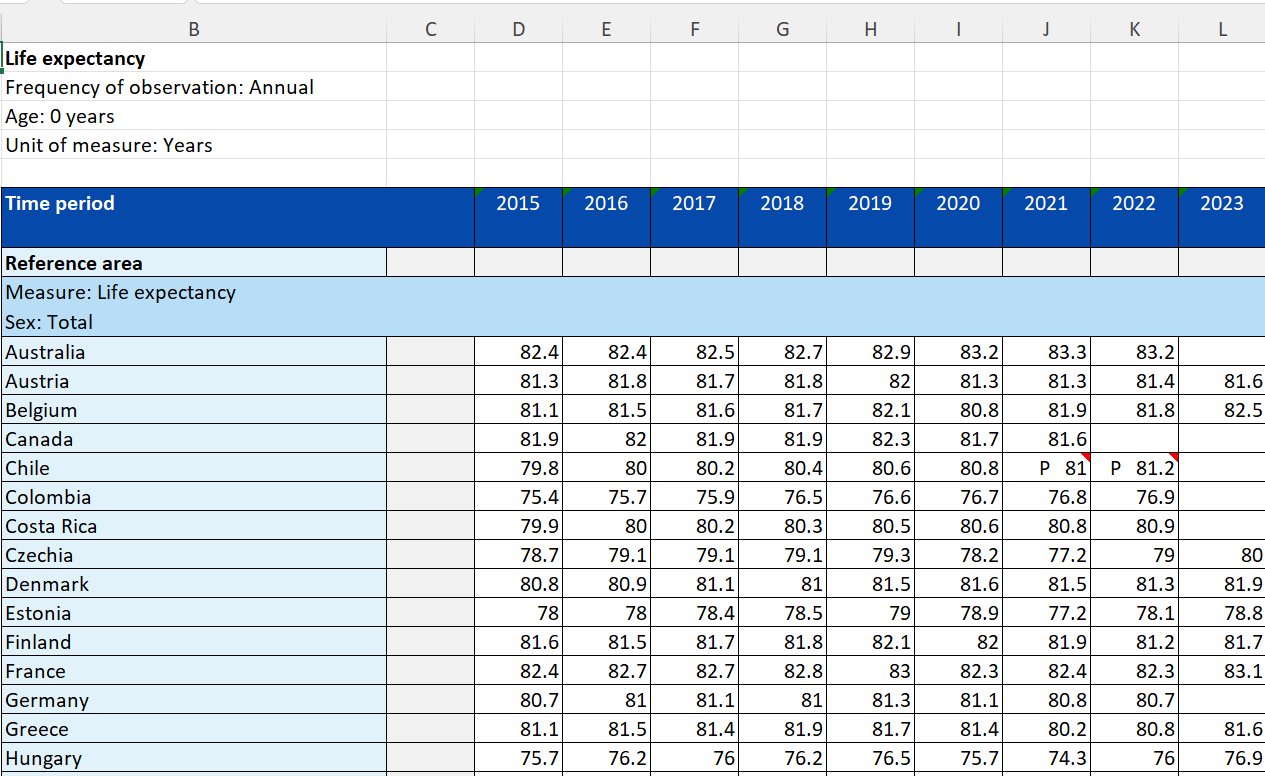 B C D E F G H I J K L
Life expectancy
Frequency of observation: Annual
Age: 0 years
Unit of measure: Years
Time period 2015 2016 2017 2018 2019 2020 2021 2022 2023
Reference area
Measure: Life expectancy
Sex: Total
Australia 82.4 82.4 82.5 82.7 82.9 83.2 83.3 83.2
Austria 81.3 81.8 81.7 81.8 82 81.3 81.3 81.4 81.6
Belgium 81.1 81.5 81.6 81.7 82.1 80.8 81.9 81.8 82.5
Canada 81.9 82 81.9 81.9 82.3 81.7 81.6
Chile 79.8 80 80.2 80.4 80.6 80.8 P 81 P 81.2
Colombia 75.4 75.7 75.9 76.5 76.6 76.7 76.8 76.9
Costa Rica 79.9 80 80.2 80.3 80.5 80.6 80.8 80.9
Czechia 78.7 79.1 79.1 79.1 79.3 78.2 77.2 79 80
Denmark 80.8 80.9 81.1 81 81.5 81.6 81.5 81.3 81.9
Estonia 78 78 78.4 78.5 79 78.9 77.2 78.1 78.8
Finland 81.6 81.5 81.7 81.8 82.1 82 81.9 81.2 81.7
France 82.4 82.7 82.7 82.8 83 82.3 82.4 82.3 83.1
Germany 80.7 81 81.1 81 81.3 81.1 80.8 80.7
Greece 81.1 81.5 81.4 81.9 81.7 81.4 80.2 80.8 81.6
Hungary 75.7 76.2 76 76.2 76.5 75.7 74.3 76 76.9